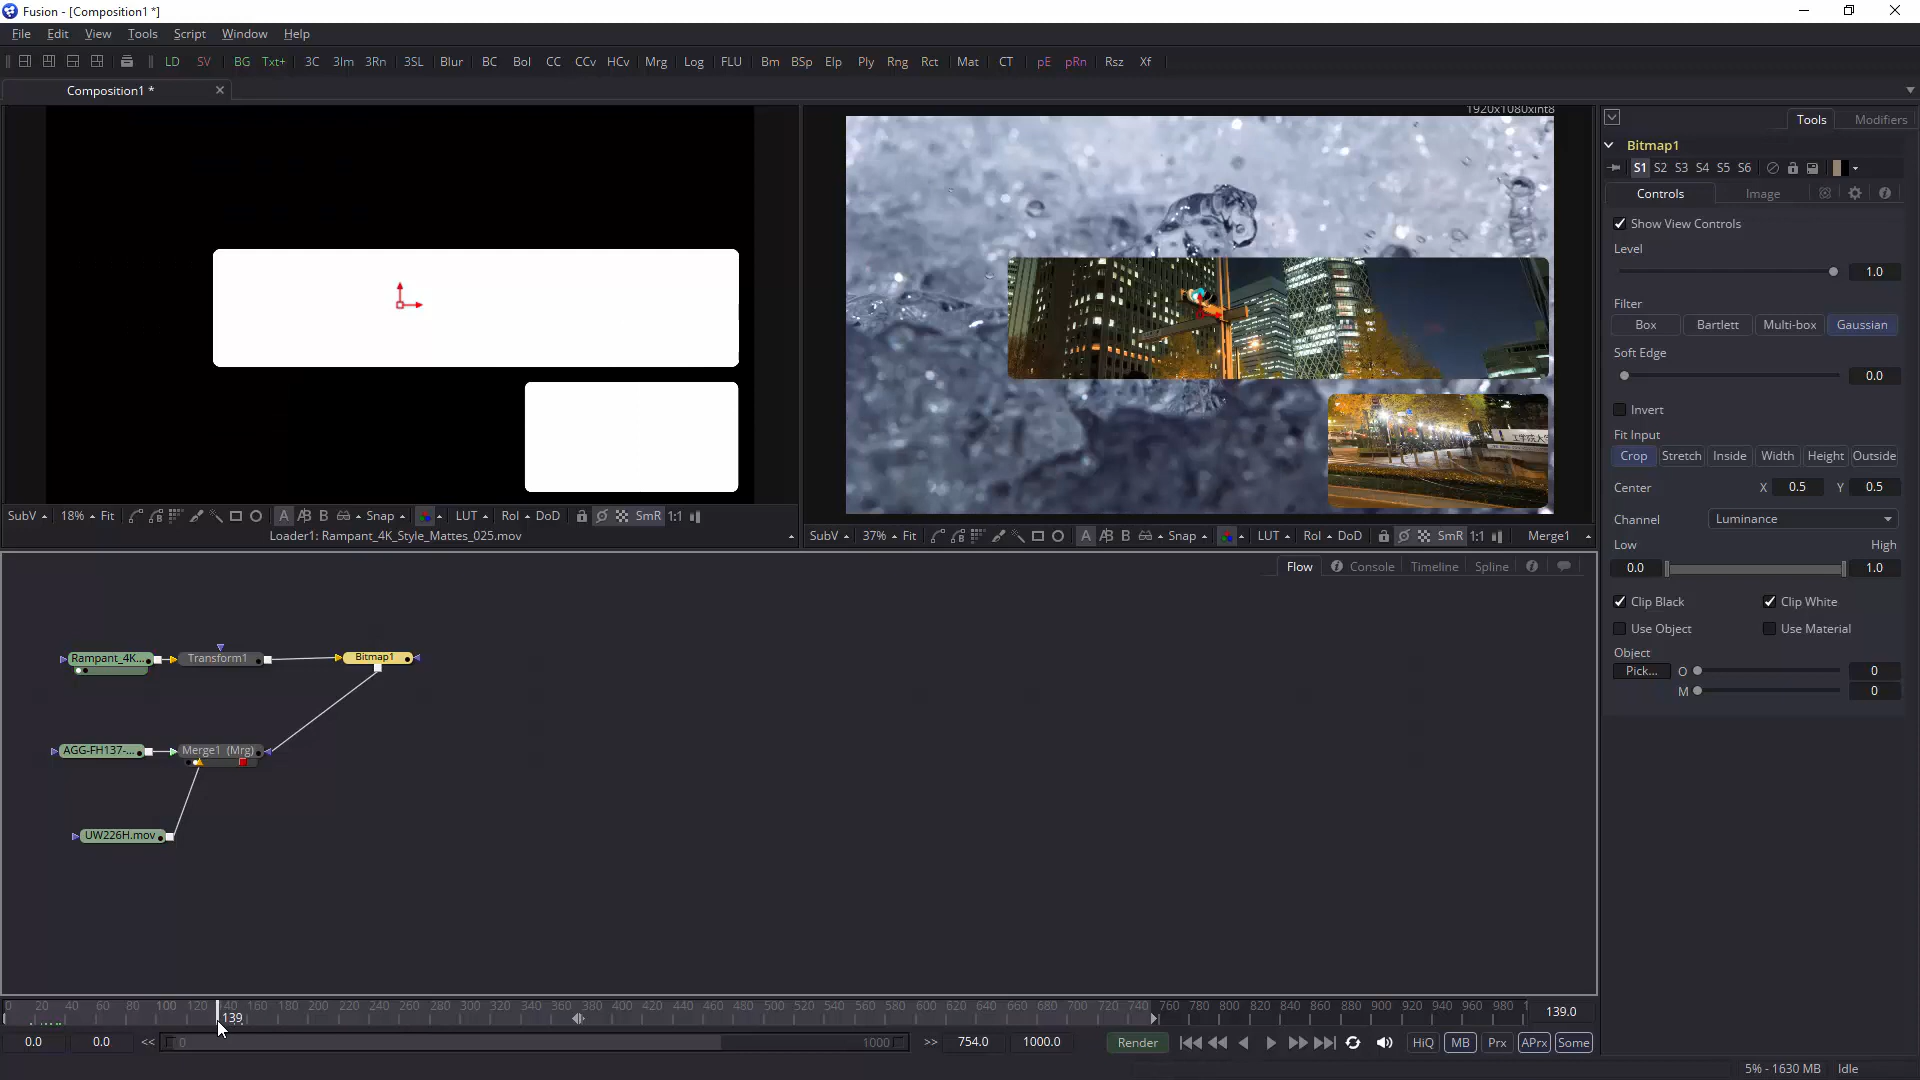 Fusion - [Composition1 *]
File Edit View Tools Script Window Help
LD SV BG Txt+ 3C 3Im 3Rn 3SL Blur BC Bol CC CCv HCv Mrg Log FLU Bm BSp Elp Ply Rng Rct Mat CT pE pRn Rsz Xf
Composition1 *
1920x1080xint8
Tools Modifiers
Bitmap1
S1 S2 S3 S4 S5 S6
Controls Image
Show View Controls
Level
1.0
Filter
Box Bartlett Multi-box Gaussian
Soft Edge
0.0
Invert
Fit Input
Crop Stretch Inside Width Height Outside
Center X 0.5 Y 0.5
Channel Luminance
Low High
0.0 1.0
Clip Black Clip White
Use Object Use Material
Object
Pick... O 0
M 0
SubV 18% Fit A B Snap LUT RoI DoD SmR 1:1
Loader1: Rampant_4K_Style_Mattes_025.mov
SubV 37% Fit A B Snap LUT RoI DoD SmR 1:1 Merge1
Flow Console Timeline Spline
Rampant_4K... Transform1 Bitmap1
AGG-FH137-... Merge1 (Mrg)
UW226H.mov
0 20 40 60 80 100 120 140 160 180 200 220 240 260 280 300 320 340 360 380 400 420 440 460 480 500 520 540 560 580 600 620 640 660 680 700 720 740 760 780 800 820 840 860 880 900 920 940 960 980 1
139
139.0
0.0 0.0 << 0 1000 >> 754.0 1000.0 Render HiQ MB Prx APrx Some
5% - 1630 MB Idle